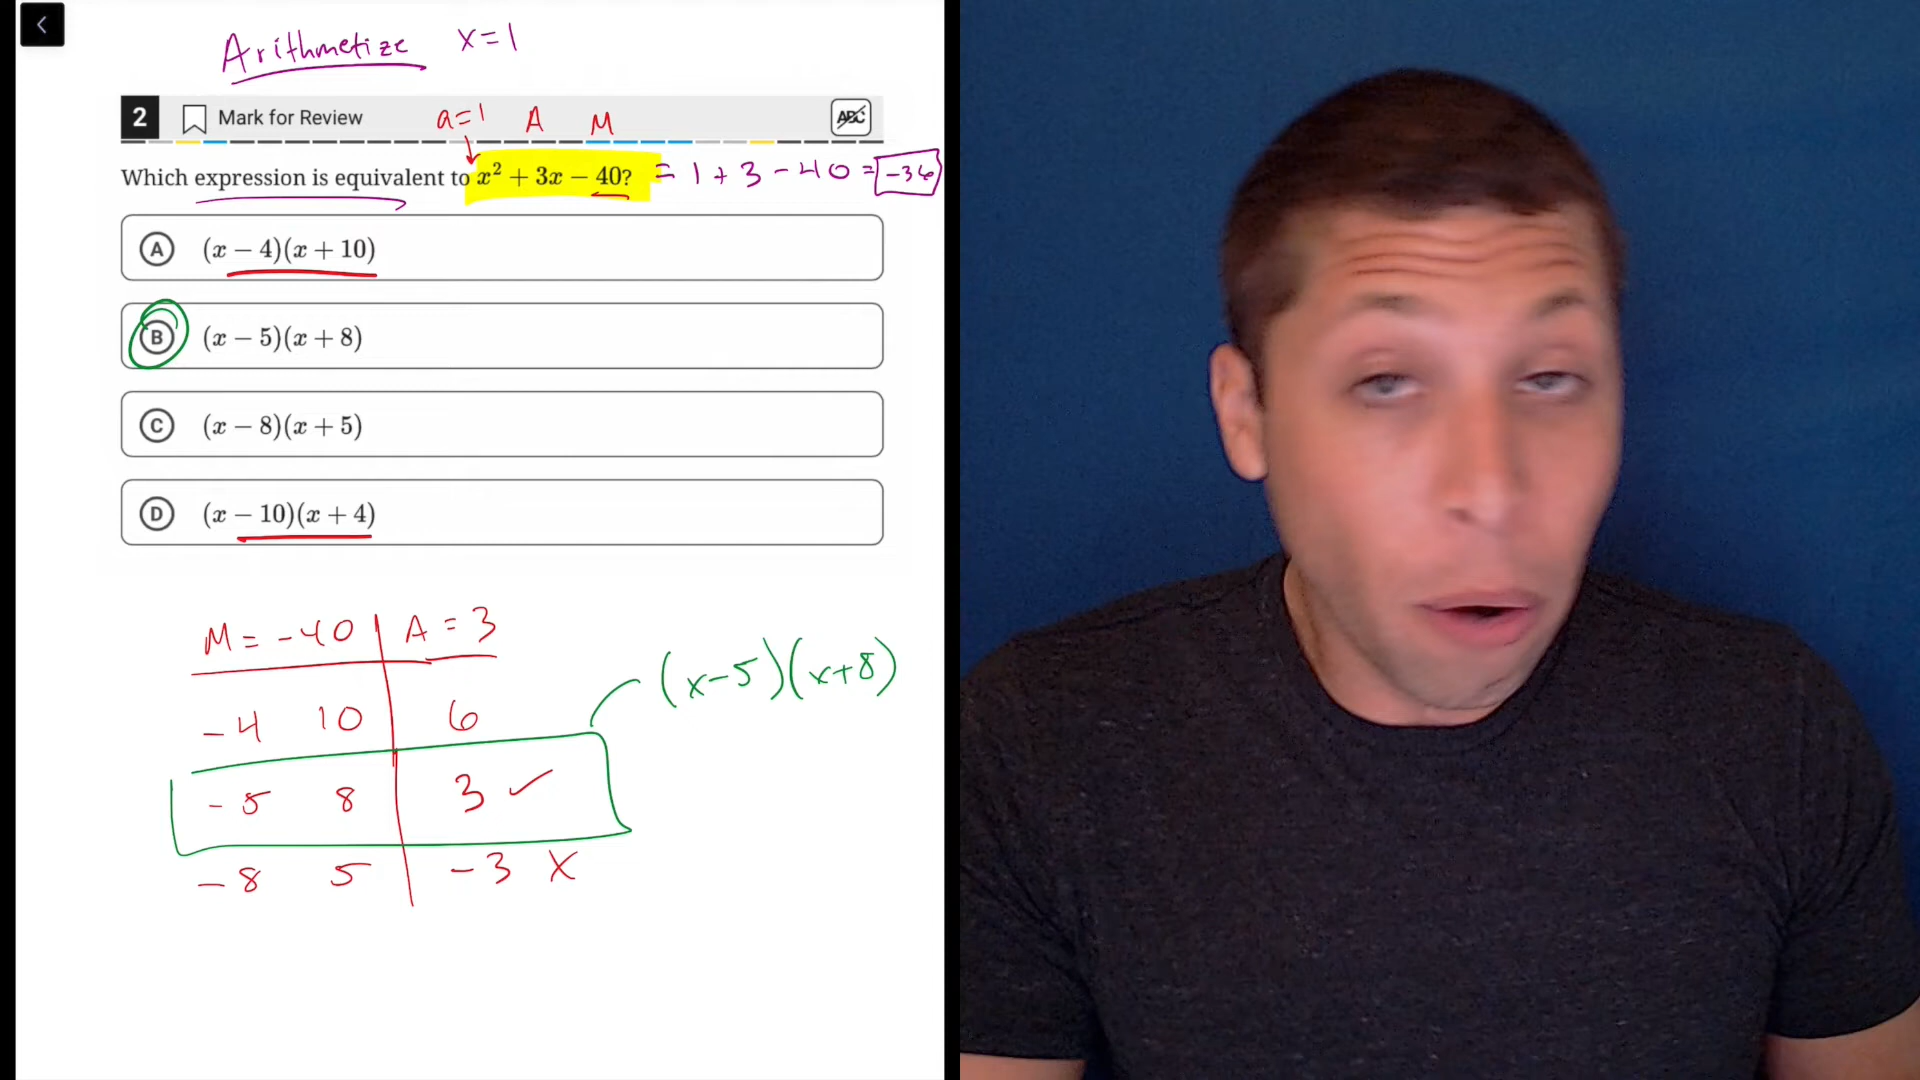 Arithmetize x=1
2 Mark for Review a=1 A M ABC
Which expression is equivalent to x² + 3x − 40? = 1 + 3 - 40 = -36
A (x − 4)(x + 10)
B (x − 5)(x + 8)
C (x − 8)(x + 5)
D (x − 10)(x + 4)
M = -40 A = 3
(x-5)(x+8)
-4 10 6
-5 8 3 ✓
-8 5 -3 X